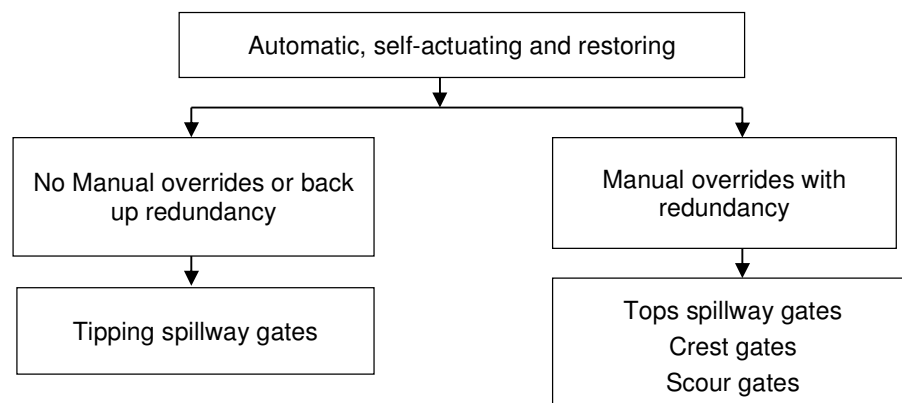 Automatic, self-actuating and restoring
No Manual overrides or back
up redundancy
Manual overrides with
redundancy
Tipping spillway gates
Tops spillway gates
Crest gates
Scour gates